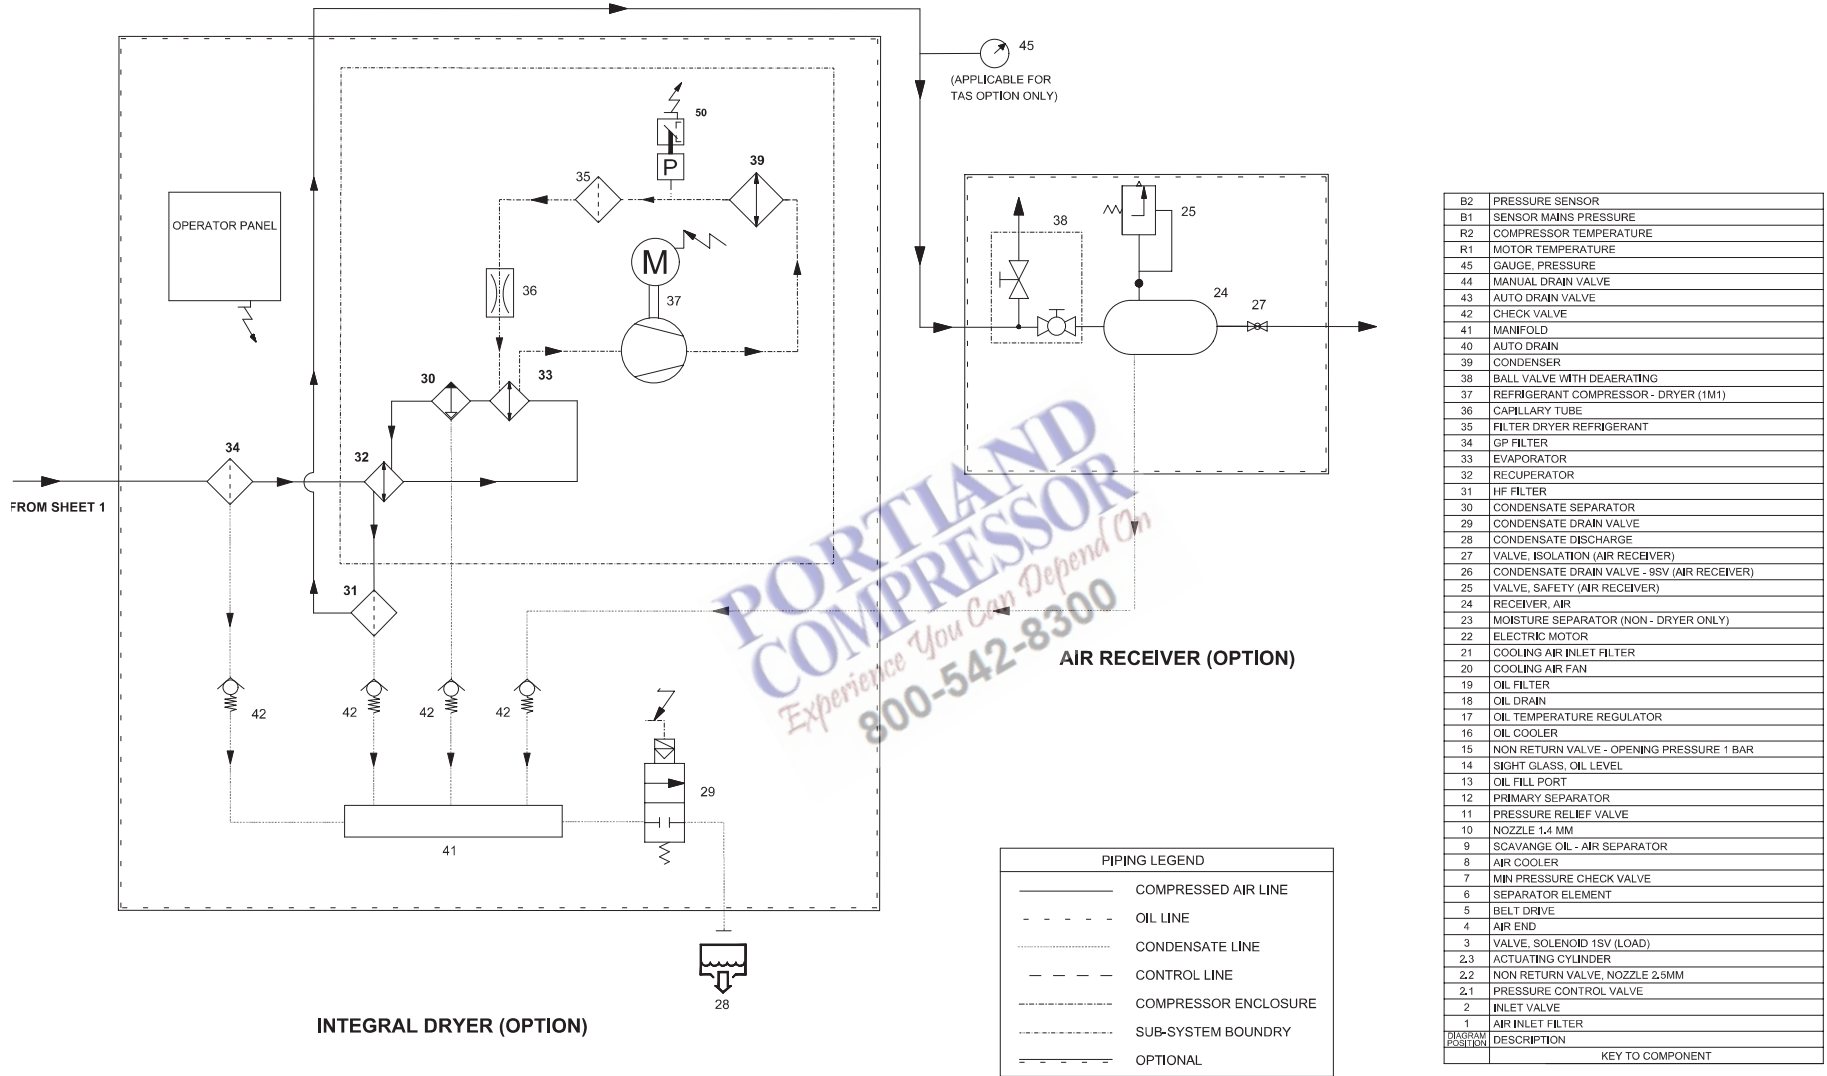 45
(APPLICABLE FOR
TAS OPTION ONLY)
50
P
39
35
OPERATOR PANEL
M
36
37
38
25
24
27
30
33
34
32
FROM SHEET 1
31
42
42
42
42
29
41
28
AIR RECEIVER (OPTION)
INTEGRAL DRYER (OPTION)
PORTLAND
COMPRESSOR
Experience You Can Depend On
800-542-8300
PIPING LEGEND
COMPRESSED AIR LINE
OIL LINE
CONDENSATE LINE
CONTROL LINE
COMPRESSOR ENCLOSURE
SUB-SYSTEM BOUNDRY
OPTIONAL
B2 PRESSURE SENSOR
B1 SENSOR MAINS PRESSURE
R2 COMPRESSOR TEMPERATURE
R1 MOTOR TEMPERATURE
45 GAUGE, PRESSURE
44 MANUAL DRAIN VALVE
43 AUTO DRAIN VALVE
42 CHECK VALVE
41 MANIFOLD
40 AUTO DRAIN
39 CONDENSER
38 BALL VALVE WITH DEAERATING
37 REFRIGERANT COMPRESSOR - DRYER (1M1)
36 CAPILLARY TUBE
35 FILTER DRYER REFRIGERANT
34 GP FILTER
33 EVAPORATOR
32 RECUPERATOR
31 HF FILTER
30 CONDENSATE SEPARATOR
29 CONDENSATE DRAIN VALVE
28 CONDENSATE DISCHARGE
27 VALVE, ISOLATION (AIR RECEIVER)
26 CONDENSATE DRAIN VALVE - 9SV (AIR RECEIVER)
25 VALVE, SAFETY (AIR RECEIVER)
24 RECEIVER, AIR
23 MOISTURE SEPARATOR (NON - DRYER ONLY)
22 ELECTRIC MOTOR
21 COOLING AIR INLET FILTER
20 COOLING AIR FAN
19 OIL FILTER
18 OIL DRAIN
17 OIL TEMPERATURE REGULATOR
16 OIL COOLER
15 NON RETURN VALVE - OPENING PRESSURE 1 BAR
14 SIGHT GLASS, OIL LEVEL
13 OIL FILL PORT
12 PRIMARY SEPARATOR
11 PRESSURE RELIEF VALVE
10 NOZZLE 1.4 MM
9 SCAVANGE OIL - AIR SEPARATOR
8 AIR COOLER
7 MIN PRESSURE CHECK VALVE
6 SEPARATOR ELEMENT
5 BELT DRIVE
4 AIR END
3 VALVE, SOLENOID 1SV (LOAD)
2.3 ACTUATING CYLINDER
2.2 NON RETURN VALVE, NOZZLE 2.5MM
2.1 PRESSURE CONTROL VALVE
2 INLET VALVE
1 AIR INLET FILTER
DIAGRAM POSITION DESCRIPTION
KEY TO COMPONENT